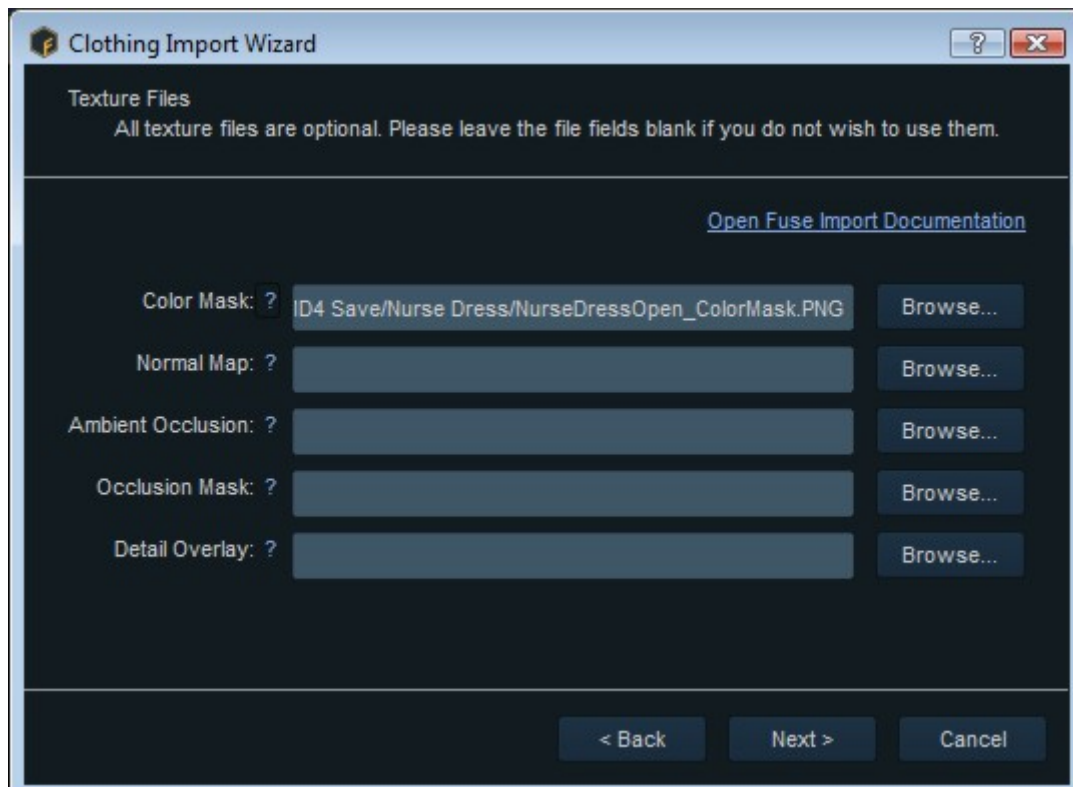 Clothing Import Wizard
?
Texture Files
All texture files are optional. Please leave the file fields blank if you do not wish to use them.
Open Fuse Import Documentation
Color Mask: ? ID4 Save/Nurse Dress/NurseDressOpen_ColorMask.PNG Browse...
Normal Map: ? Browse...
Ambient Occlusion: ? Browse...
Occlusion Mask: ? Browse...
Detail Overlay: ? Browse...
< Back Next > Cancel